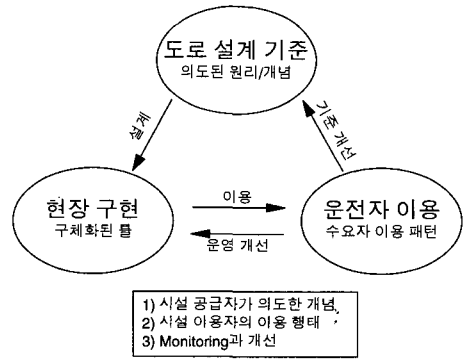 도로 설계 기준
의도된 원리/개념
설계
기준 개선
현장 구현
구체화된 틀
이용
운영 개선
운전자 이용
수요자 이용 패턴
1) 시설 공급자가 의도한 개념
2) 시설 이용자의 이용 행태
3) Monitoring과 개선